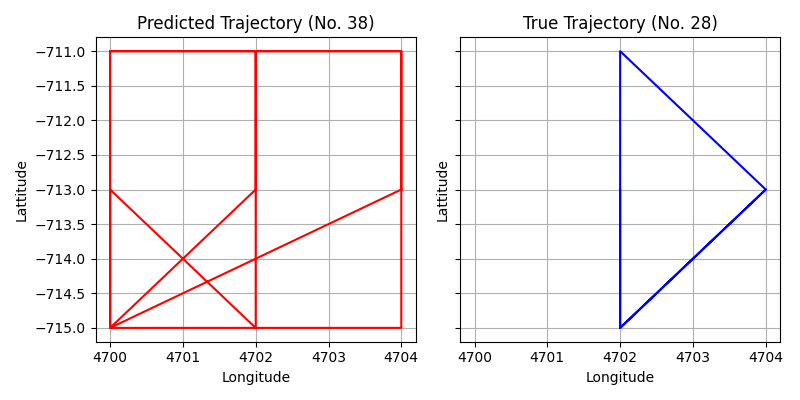 Predicted Trajectory (No. 38)
−711.0
−711.5
−712.0
−712.5
−713.0
−713.5
−714.0
−714.5
−715.0
Lattitude
4700 4701 4702 4703 4704
Longitude
True Trajectory (No. 28)
Lattitude
4700 4701 4702 4703 4704
Longitude